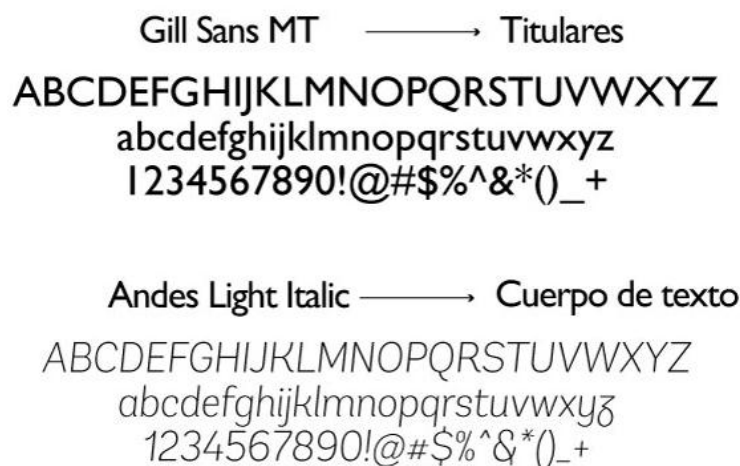 Gill Sans MT ⟶ Titulares
ABCDEFGHIJKLMNOPQRSTUVWXYZ
abcdefghijklmnopqrstuvwxyz
1234567890!@#$%^&*()_+
Andes Light Italic ⟶ Cuerpo de texto
ABCDEFGHIJKLMNOPQRSTUVWXYZ
abcdefghijklmnopqrstuvwxyz
1234567890!@#$%^&*()_+